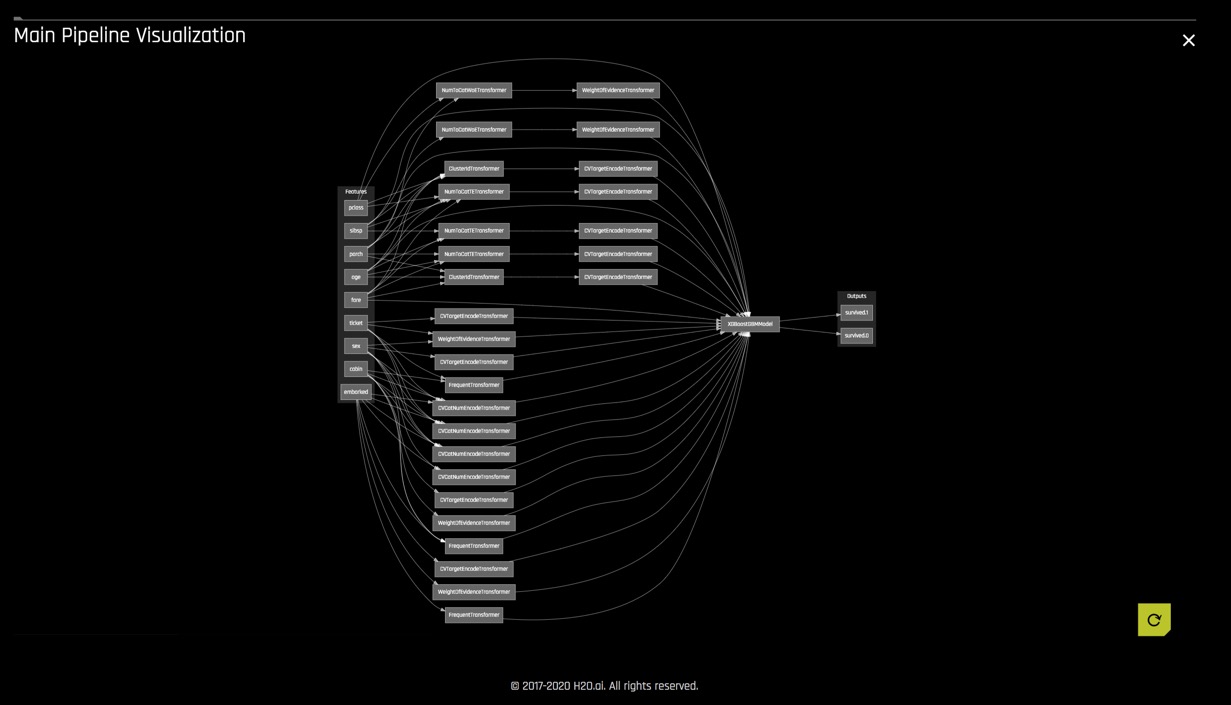 Main Pipeline Visualization
NumToCatWoETransformer
WeightOfEvidenceTransformer
NumToCatWoETransformer
WeightOfEvidenceTransformer
ClusterIdTransformer
CVTargetEncodeTransformer
Features
NumToCatTETransformer
CVTargetEncodeTransformer
pclass
sibsp
NumToCatTETransformer
CVTargetEncodeTransformer
parch
NumToCatTETransformer
CVTargetEncodeTransformer
age
ClusterIdTransformer
CVTargetEncodeTransformer
fare
Outputs
survived.1
CVTargetEncodeTransformer
ticket
XGBoostGBMModel
survived.0
WeightOfEvidenceTransformer
sex
CVTargetEncodeTransformer
cabin
FrequentTransformer
embarked
CVCatNumEncodeTransformer
CVCatNumEncodeTransformer
CVCatNumEncodeTransformer
CVCatNumEncodeTransformer
CVTargetEncodeTransformer
WeightOfEvidenceTransformer
FrequentTransformer
CVTargetEncodeTransformer
WeightOfEvidenceTransformer
FrequentTransformer
© 2017-2020 H2O.ai. All rights reserved.